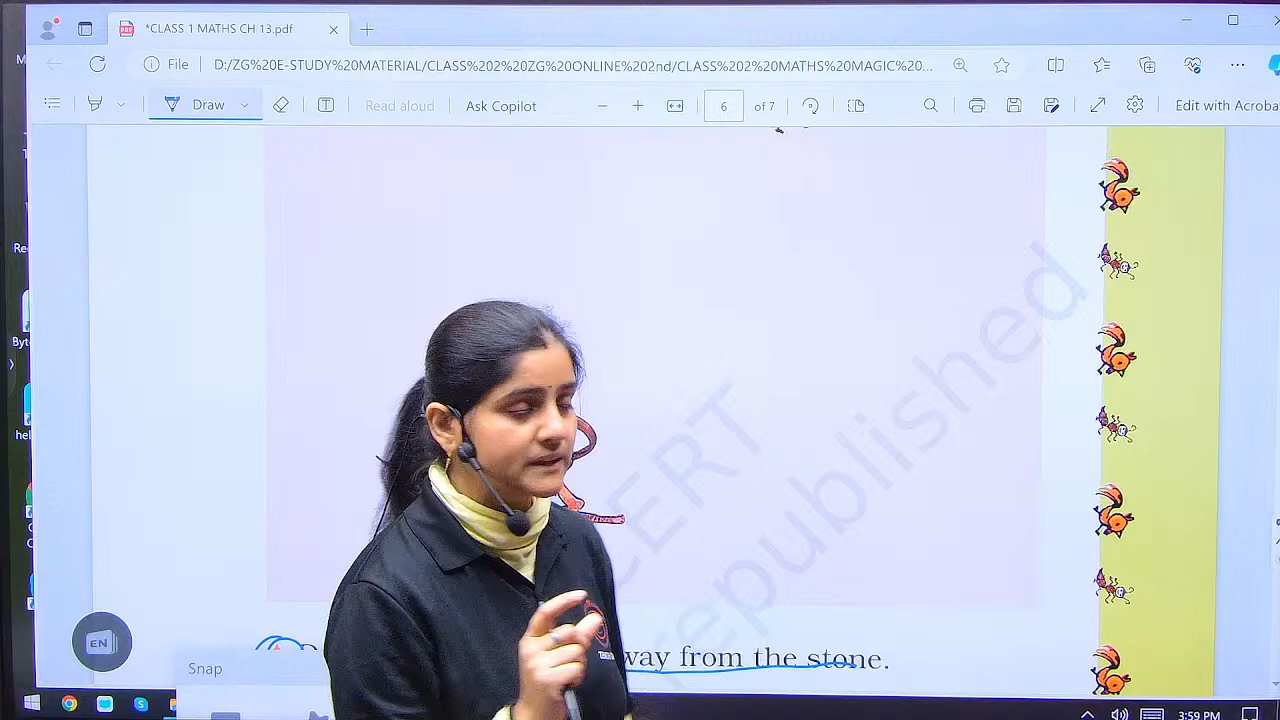 *CLASS 1 MATHS CH 13.pdf
File D:/ZG%20E-STUDY%20MATERIAL/CLASS%202%20ZG%20ONLINE%202nd/CLASS%202%20MATHS%20MAGIC%20...
Draw Read aloud Ask Copilot 6 of 7 Edit with Acroba
republished
CERT
way from the stone.
EN
Snap
3:59 PM